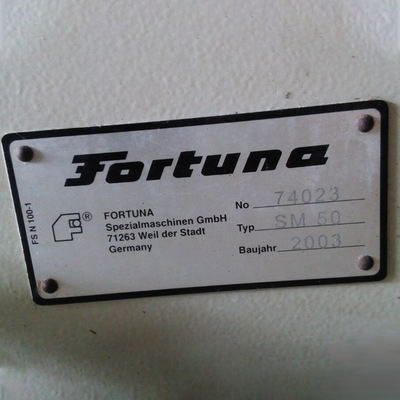 Fortuna
FS N 100-1
®
FORTUNA
Spezialmaschinen GmbH
71263 Weil der Stadt
Germany
No 74023
Typ SM 50
Baujahr 2003